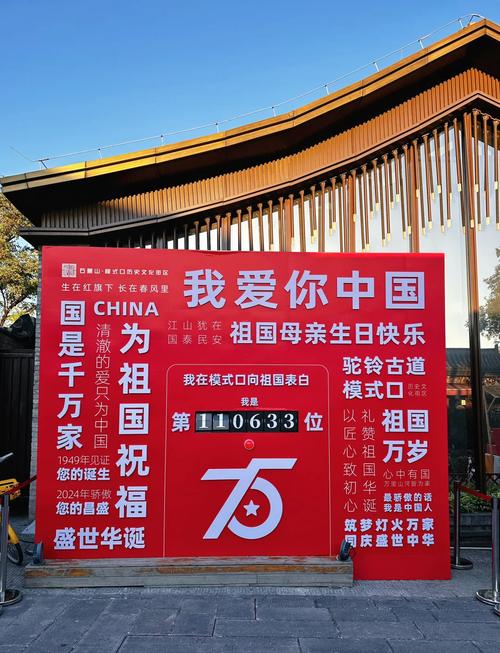 石景山·模式口历史文化街区
生在红旗下 长在春风里
我爱你中国
CHINA
国是千万家
清澈的爱只为中国
为祖国祝福
江山犹在
国泰民安
祖国母亲生日快乐
1949年见证
您的诞生
2024年骄傲
您的昌盛
盛世华诞
我在模式口向祖国表白
我是
第110633位
75
驼铃古道
模式口
历史文
化街区
以匠心致初心
礼赞祖国华诞
祖国
万岁
心中有国
万里山河皆为家
最骄傲的话
我是中国人
筑梦灯火万家
同庆盛世中华